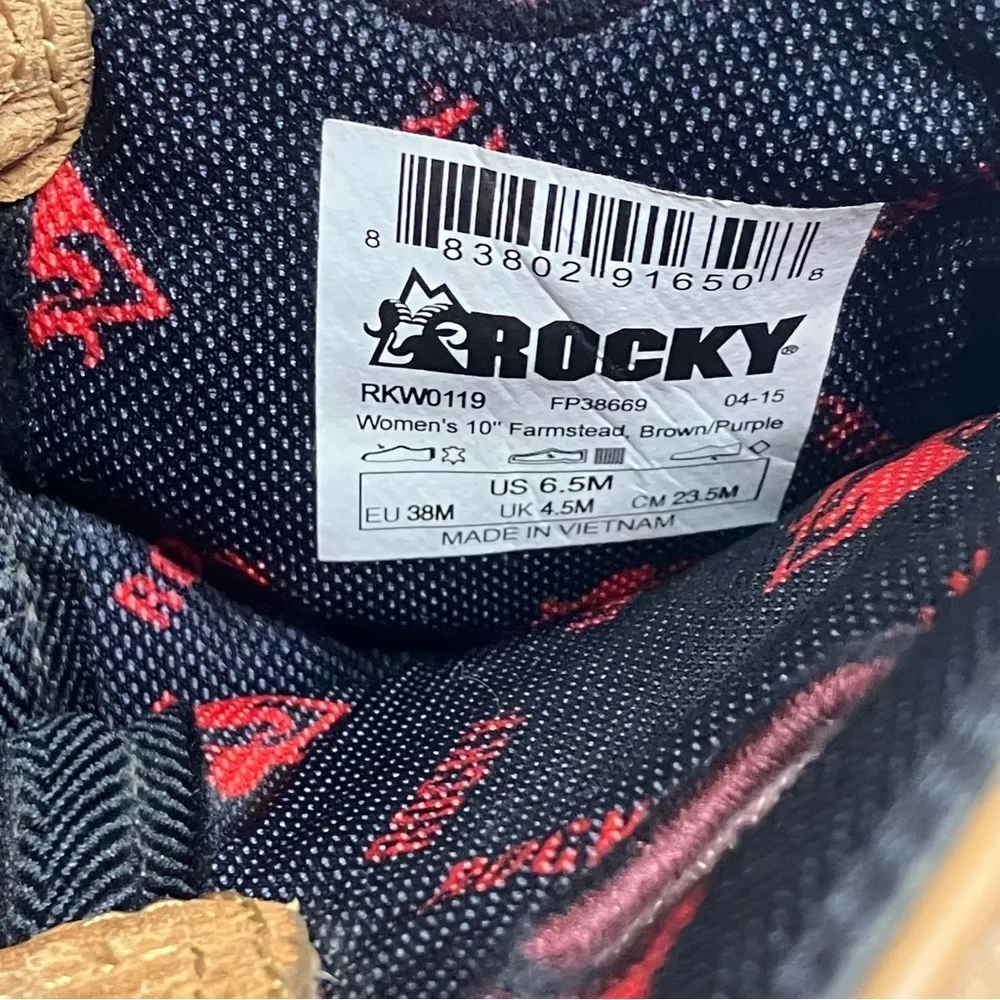 8 83802 91650 8
ROCKY®
RKW0119 FP38669 04-15
Women's 10" Farmstead, Brown/Purple
US 6.5M
EU 38M UK 4.5M CM 23.5M
MADE IN VIETNAM